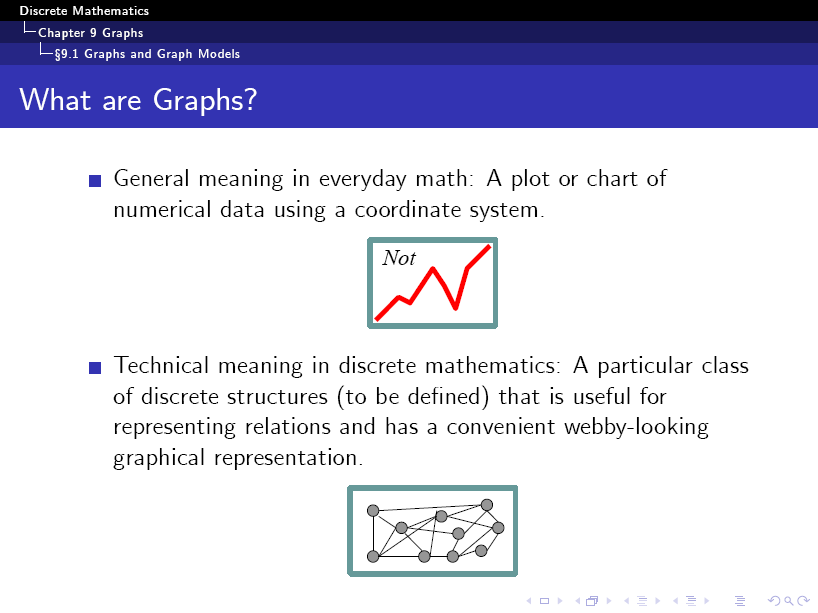 Discrete Mathematics
Chapter 9 Graphs
§9.1 Graphs and Graph Models
What are Graphs?
General meaning in everyday math: A plot or chart of
numerical data using a coordinate system.
Not
Technical meaning in discrete mathematics: A particular class
of discrete structures (to be defined) that is useful for
representing relations and has a convenient webby-looking
graphical representation.